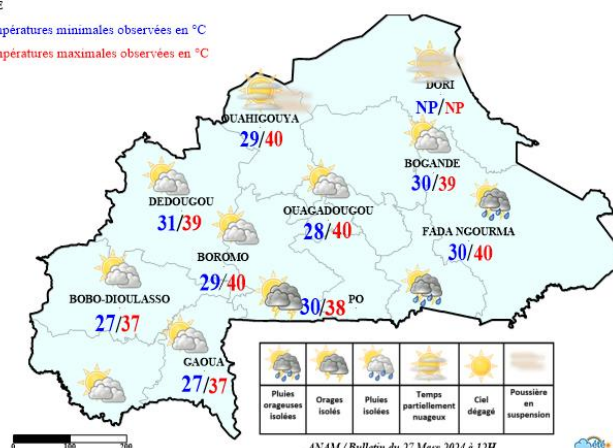 températures minimales observées en °C
températures maximales observées en °C
DORI
NP/NP
OUAHIGOUYA
29/40
BOGANDE
30/39
DEDOUGOU
31/39
OUAGADOUGOU
28/40
FADA NGOURMA
30/40
BOROMO
29/40
BOBO-DIOULASSO
27/37
30/38 PO
GAOUA
27/37
Pluies orageuses isolées
Orages isolés
Pluies isolées
Temps partiellement nuageux
Ciel dégagé
Poussière en suspension
ANAM / Bulletin du 27 Mars 2024 à 12H